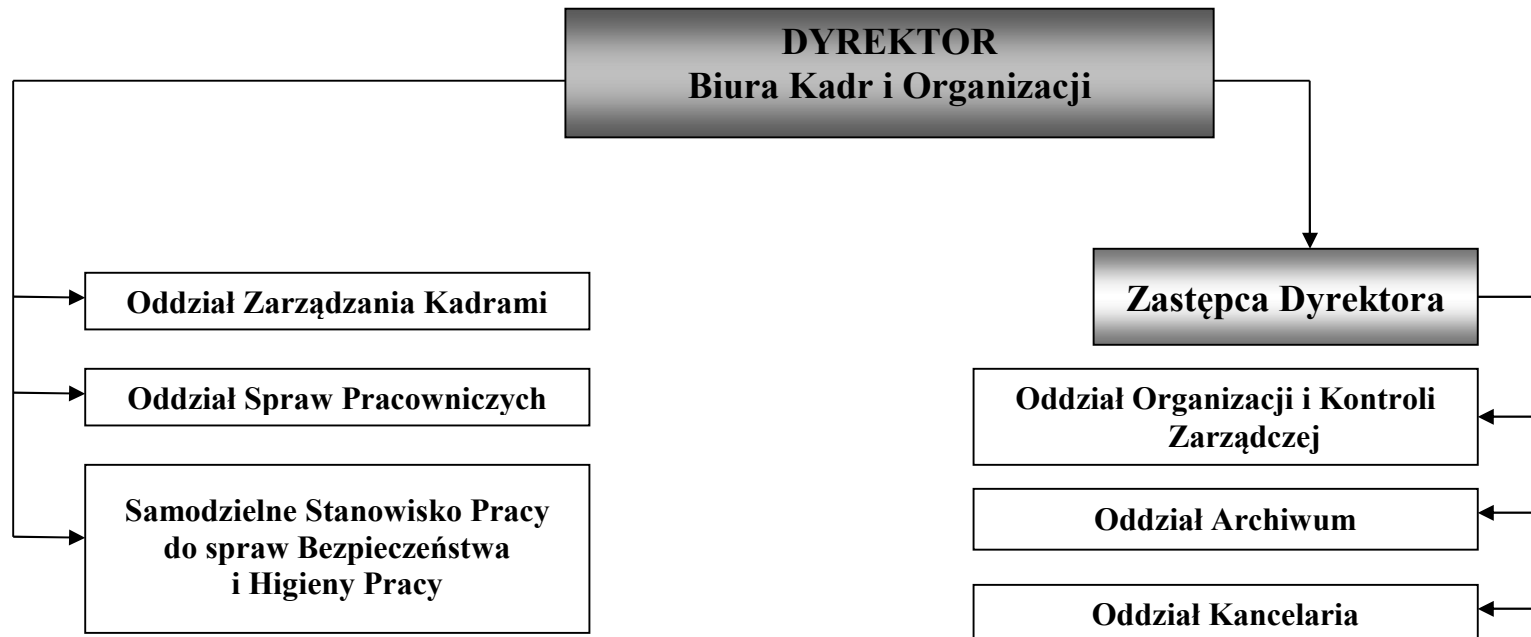 DYREKTOR
Biura Kadr i Organizacji
Oddział Zarządzania Kadrami
Oddział Spraw Pracowniczych
Samodzielne Stanowisko Pracy
do spraw Bezpieczeństwa
i Higieny Pracy
Zastępca Dyrektora
Oddział Organizacji i Kontroli
Zarządczej
Oddział Archiwum
Oddział Kancelaria